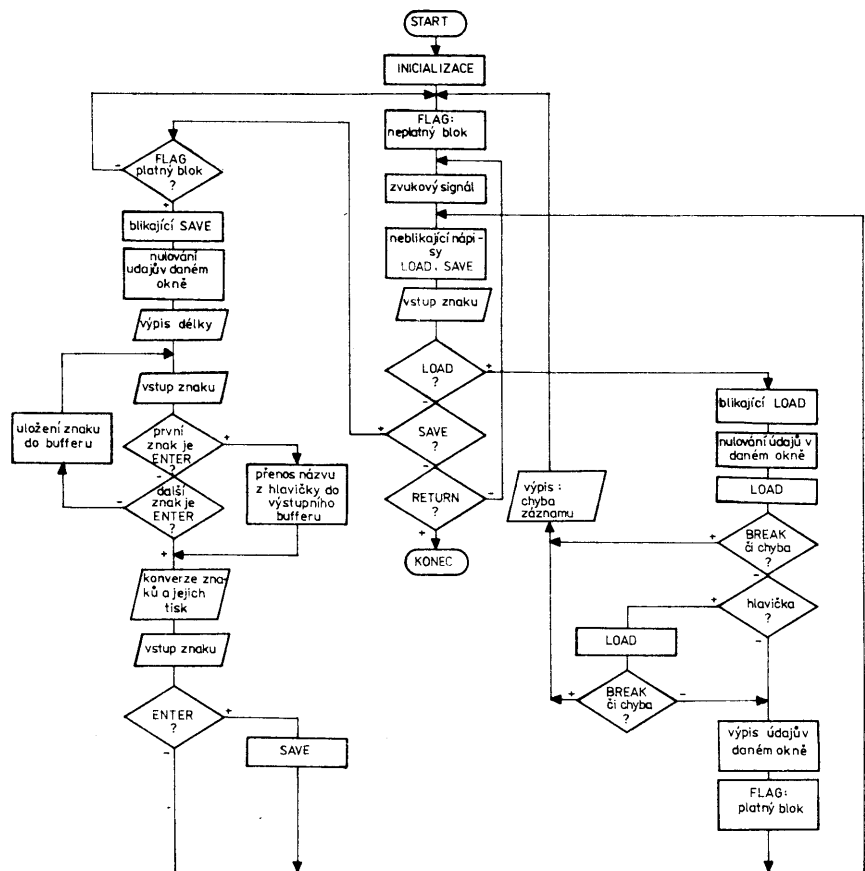 START
INICIALIZACE
FLAG:
neplatný blok
zvukový signál
neblikající nápi-
sy
LOAD, SAVE
vstup znaku
LOAD
?
+
-
SAVE
?
+
-
RETURN
?
-
+
KONEC
FLAG
platný blok
?
-
+
blikající SAVE
nulování
údajův daném
okně
výpis délky
vstup znaku
uložení znaku
do bufferu
první
znak je
ENTER
?
+
-
další
znak je
ENTER
?
-
+
přenos názvu
z hlavičky do
výstupního
bufferu
konverze zna-
ků a jejich
tisk
vstup znaku
ENTER
?
+
-
SAVE
blikající LOAD
nulování údajů v
daném okně
LOAD
BREAK
či chyba
?
+
-
výpis :
chyba
záznamu
hlavička
?
+
-
LOAD
BREAK
či chyba
?
+
-
výpis údajův
daném okně
FLAG:
platný blok